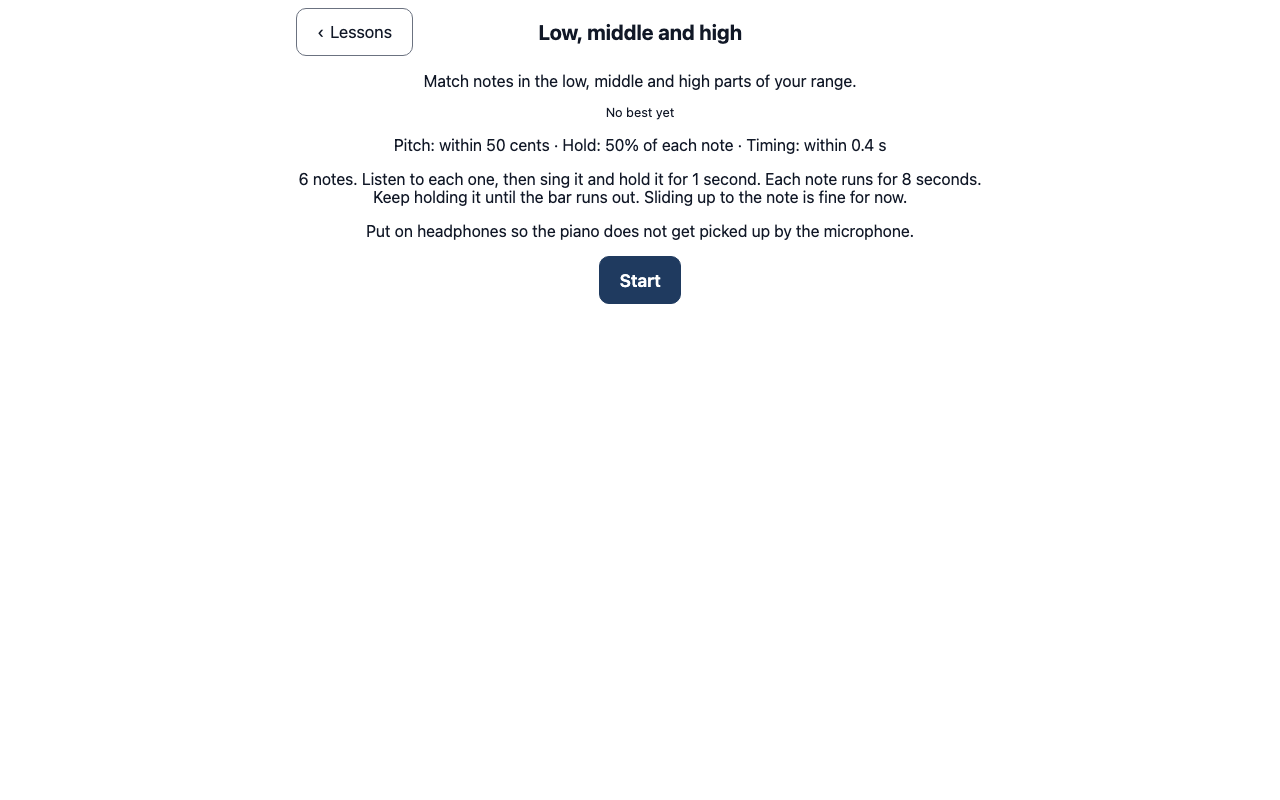 ‹ Lessons
Low, middle and high
Match notes in the low, middle and high parts of your range.
No best yet
Pitch: within 50 cents · Hold: 50% of each note · Timing: within 0.4 s
6 notes. Listen to each one, then sing it and hold it for 1 second. Each note runs for 8 seconds.
Keep holding it until the bar runs out. Sliding up to the note is fine for now.
Put on headphones so the piano does not get picked up by the microphone.
Start